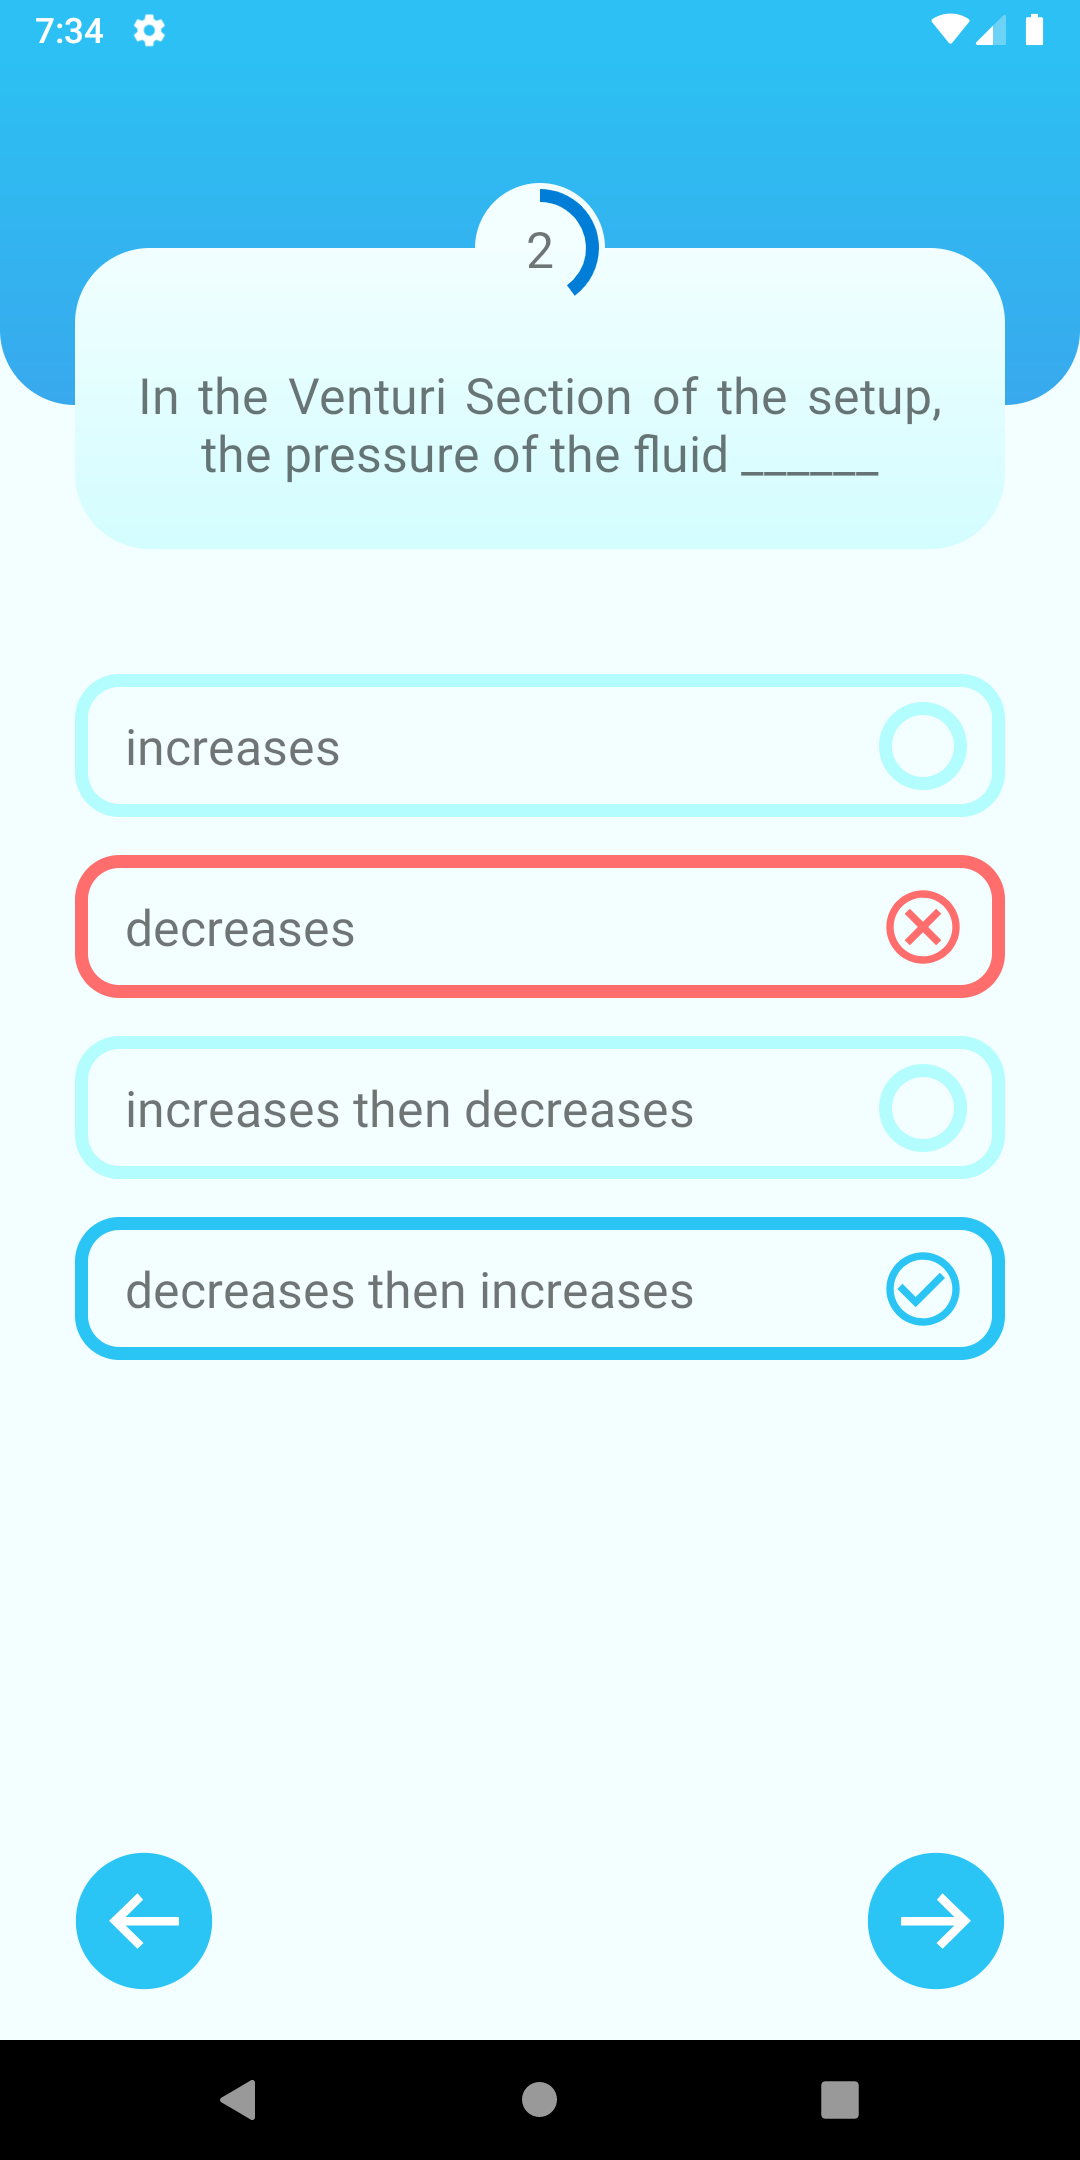 7:34
2
In the Venturi Section of the setup,
the pressure of the fluid ______
increases
decreases
increases then decreases
decreases then increases